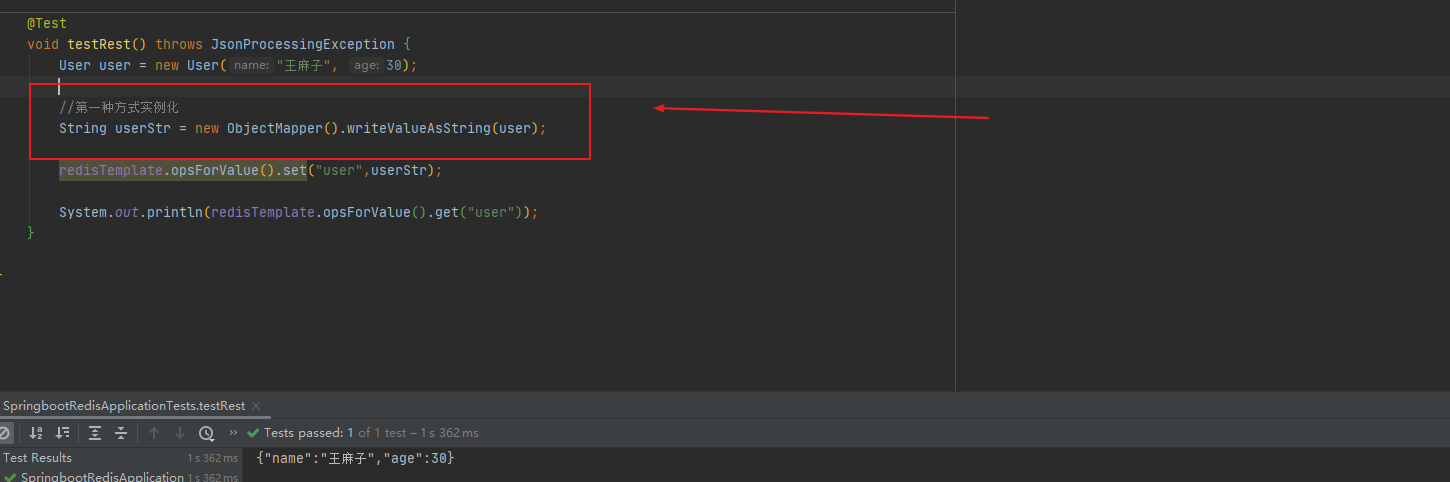 @Test
void testRest() throws JsonProcessingException {
User user = new User( name: "王麻子", age: 30);
//第一种方式实例化
String userStr = new ObjectMapper().writeValueAsString(user);
redisTemplate.opsForValue().set("user",userStr);
System.out.println(redisTemplate.opsForValue().get("user"));
}
SpringbootRedisApplicationTests.testRest ×
Tests passed: 1 of 1 test – 1 s 362 ms
Test Results 1 s 362 ms
{"name":"王麻子","age":30}
SpringbootRedisApplication 1 s 362 ms